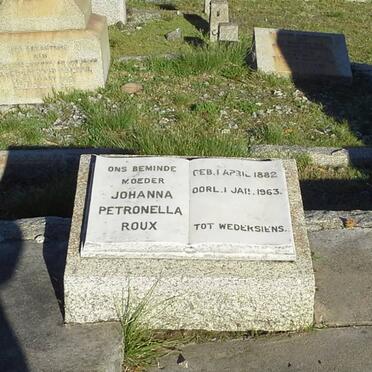 ONS BEMINDE
MOEDER
JOHANNA
PETRONELLA
ROUX
GEB. 1 APRIL 1882
OORL. 1 JAN. 1963.
TOT WEDERSIENS.